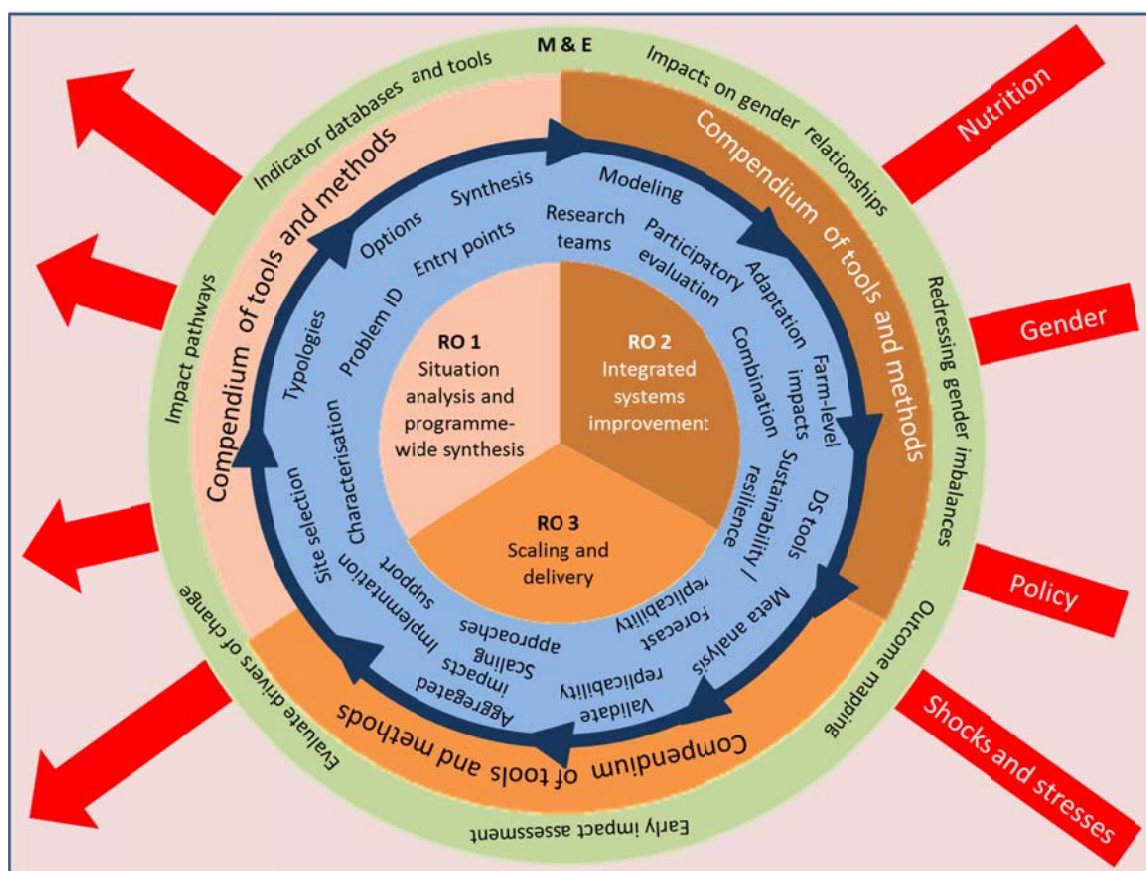 M & E
Indicator databases and tools
Impacts on gender relationships
Redressing gender imbalances
Outcome mapping
Early impact assessment
Evaluate drivers of change
Impact pathways
Compendium of tools and methods
Compendium of tools and methods
Compendium of tools and methods
Synthesis
Modeling
Adaptation
Farm-level
impacts
DS tools
Meta analysis
Validate
replicability
Aggregated
impacts
Implemntation
support
Site selection
Typologies
Options
Entry points
Research
teams
Participatory
evaluation
Combination
Sustainability /
resilience
Forecast
replicability
Scaling
approaches
Characterisation
Problem ID
RO 1
Situation
analysis and
programme-
wide synthesis
RO 2
Integrated
systems
improvement
RO 3
Scaling and
delivery
Nutrition
Gender
Policy
Shocks and stresses